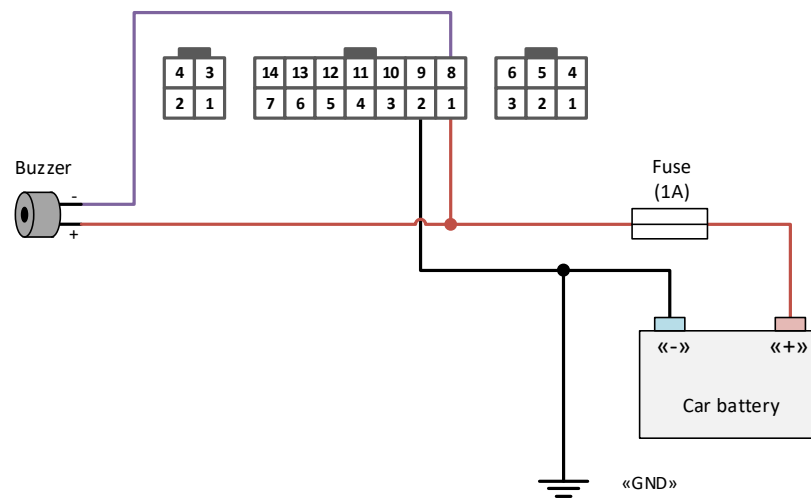 4 3
2 1
14 13 12 11 10 9 8
7 6 5 4 3 2 1
6 5 4
3 2 1
Buzzer
-
+
Fuse
(1A)
«-» «+»
Car battery
«GND»